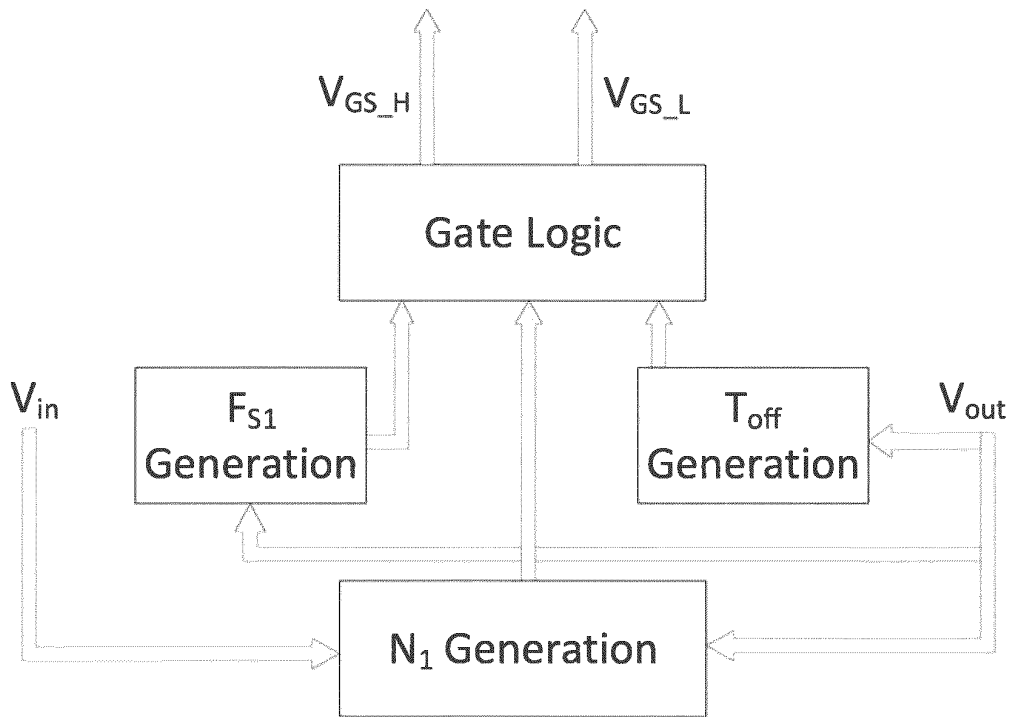 V_GS_H
V_GS_L
Gate Logic
V_in
F_S1
Generation
T_off
Generation
V_out
N_1 Generation